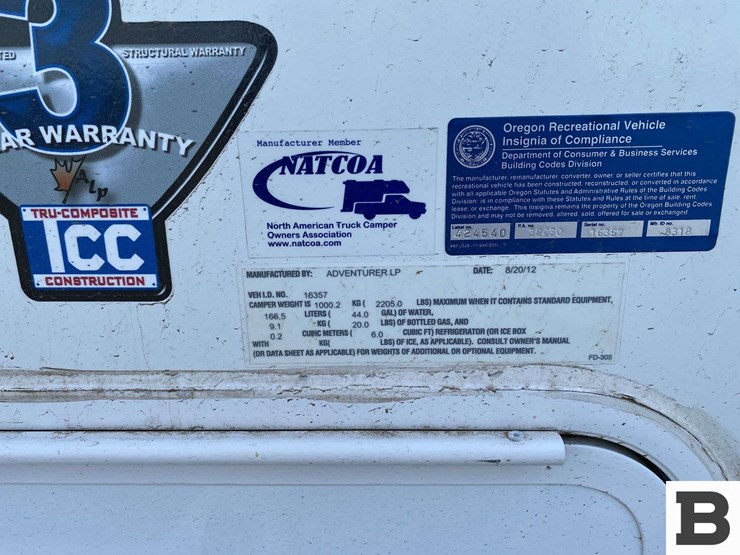 3
TED
STRUCTURAL WARRANTY
AR WARRANTY
Alp
TRU-COMPOSITE
TCC
CONSTRUCTION
Manufacturer Member
NATCOA
North American Truck Camper
Owners Association
www.natcoa.com
Oregon Recreational Vehicle
Insignia of Compliance
Department of Consumer & Business Services
Building Codes Division
The manufacturer, remanufacturer, converter, owner, or seller certifies that this
recreational vehicle has been constructed, reconstructed, or converted in accordance
with all applicable Oregon Statutes and Administrative Rules of the Building Codes
Division is in compliance with these Statutes and Rules at the time of sale, rent,
lease, or exchange. This insignia remains the property of the Oregon Building Codes
Division and may not be removed, altered, sold, offered for sale or exchanged.
Label no. P.A. no. Serial no.
424540 16357 -8318
MANUFACTURED BY: ADVENTURER LP DATE: 8/20/12
VEH I.D. NO. 16357
CAMPER WEIGHT IS 1000.2 KG ( 2205.0 LBS) MAXIMUM WHEN IT CONTAINS STANDARD EQUIPMENT,
166.5 LITERS ( 44.0 GAL) OF WATER,
9.1 KG ( 20.0 LBS) OF BOTTLED GAS, AND
0.2 CUBIC METERS ( 6.0 CUBIC FT) REFRIGERATOR (OR ICE BOX
WITH KG( LBS) OF ICE, AS APPLICABLE). CONSULT OWNER'S MANUAL
(OR DATA SHEET AS APPLICABLE) FOR WEIGHTS OF ADDITIONAL OR OPTIONAL EQUIPMENT.
FD-305
B